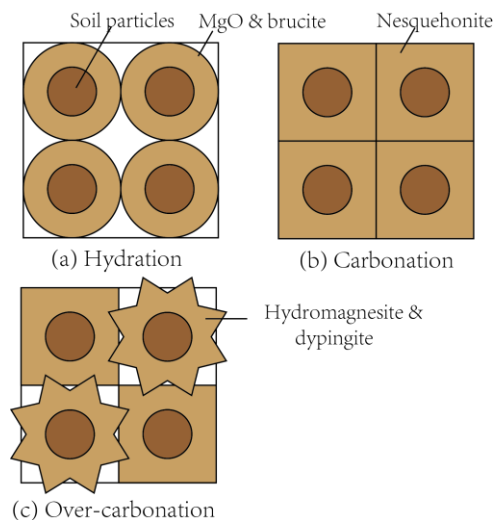 Soil particles
MgO & brucite
Nesquehonite
(a) Hydration
(b) Carbonation
Hydromagnesite &
dypingite
(c) Over-carbonation